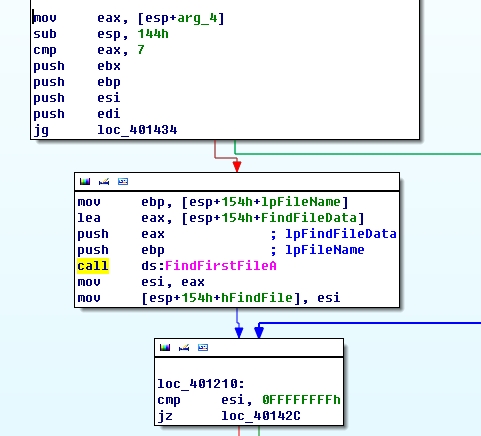 mov eax, [esp+arg_4]
sub esp, 144h
cmp eax, 7
push ebx
push ebp
push esi
push edi
jg loc_401434
mov ebp, [esp+154h+lpFileName]
lea eax, [esp+154h+FindFileData]
push eax ; lpFindFileData
push ebp ; lpFileName
call ds:FindFirstFileA
mov esi, eax
mov [esp+154h+hFindFile], esi
loc_401210:
cmp esi, 0FFFFFFFFh
jz loc_40142C